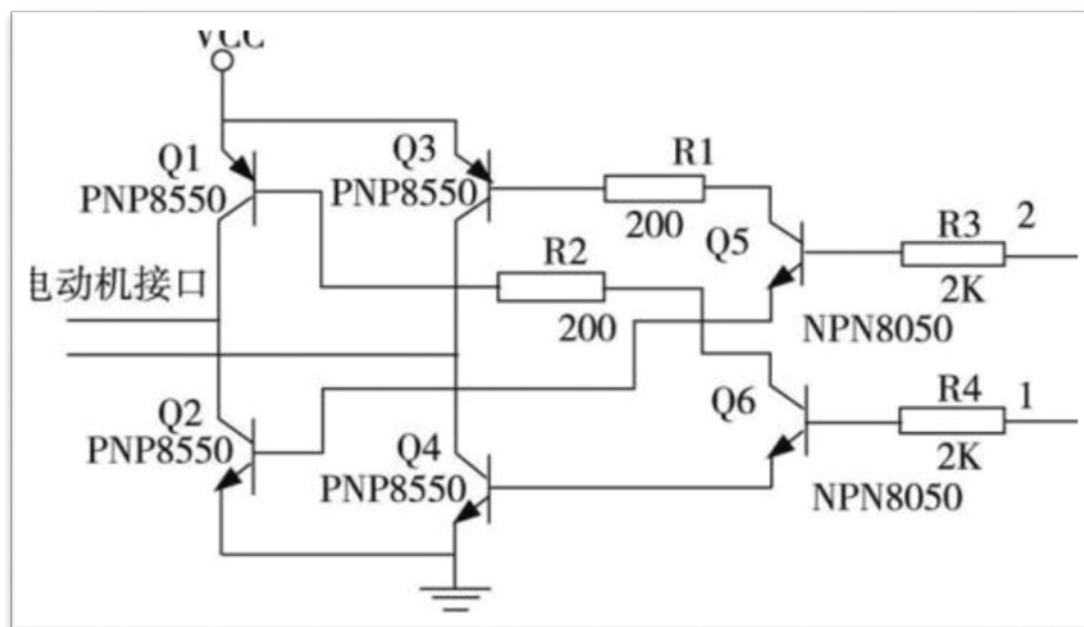 VCC
Q1
PNP8550
Q3
PNP8550
R1
200
R2
200
Q5
NPN8050
R3
2K
2
电动机接口
Q2
PNP8550
Q4
PNP8550
Q6
NPN8050
R4
2K
1